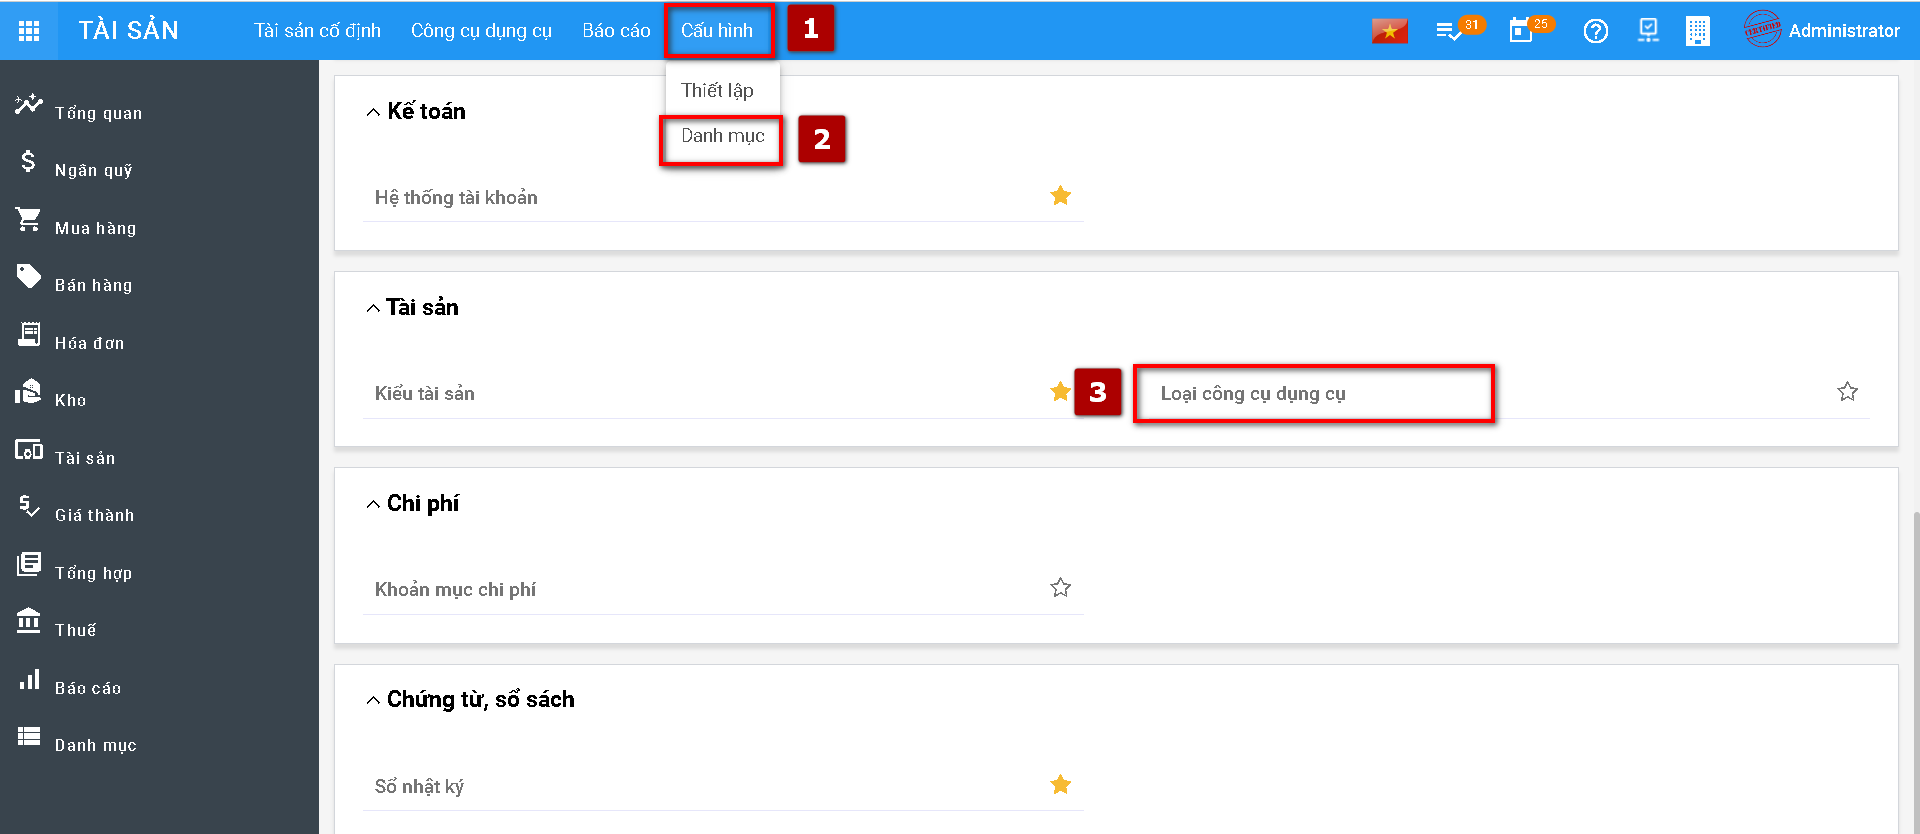 TÀI SẢN
Tài sản cố định
Công cụ dụng cụ
Báo cáo
Cấu hình
1
31
25
CERTIFIED
Administrator
Thiết lập
Danh mục
2
Tổng quan
Ngân quỹ
Mua hàng
Bán hàng
Hóa đơn
Kho
Tài sản
Giá thành
Tổng hợp
Thuế
Báo cáo
Danh mục
Kế toán
Hệ thống tài khoản
Tài sản
Kiểu tài sản
3
Loại công cụ dụng cụ
Chi phí
Khoản mục chi phí
Chứng từ, sổ sách
Sổ nhật ký